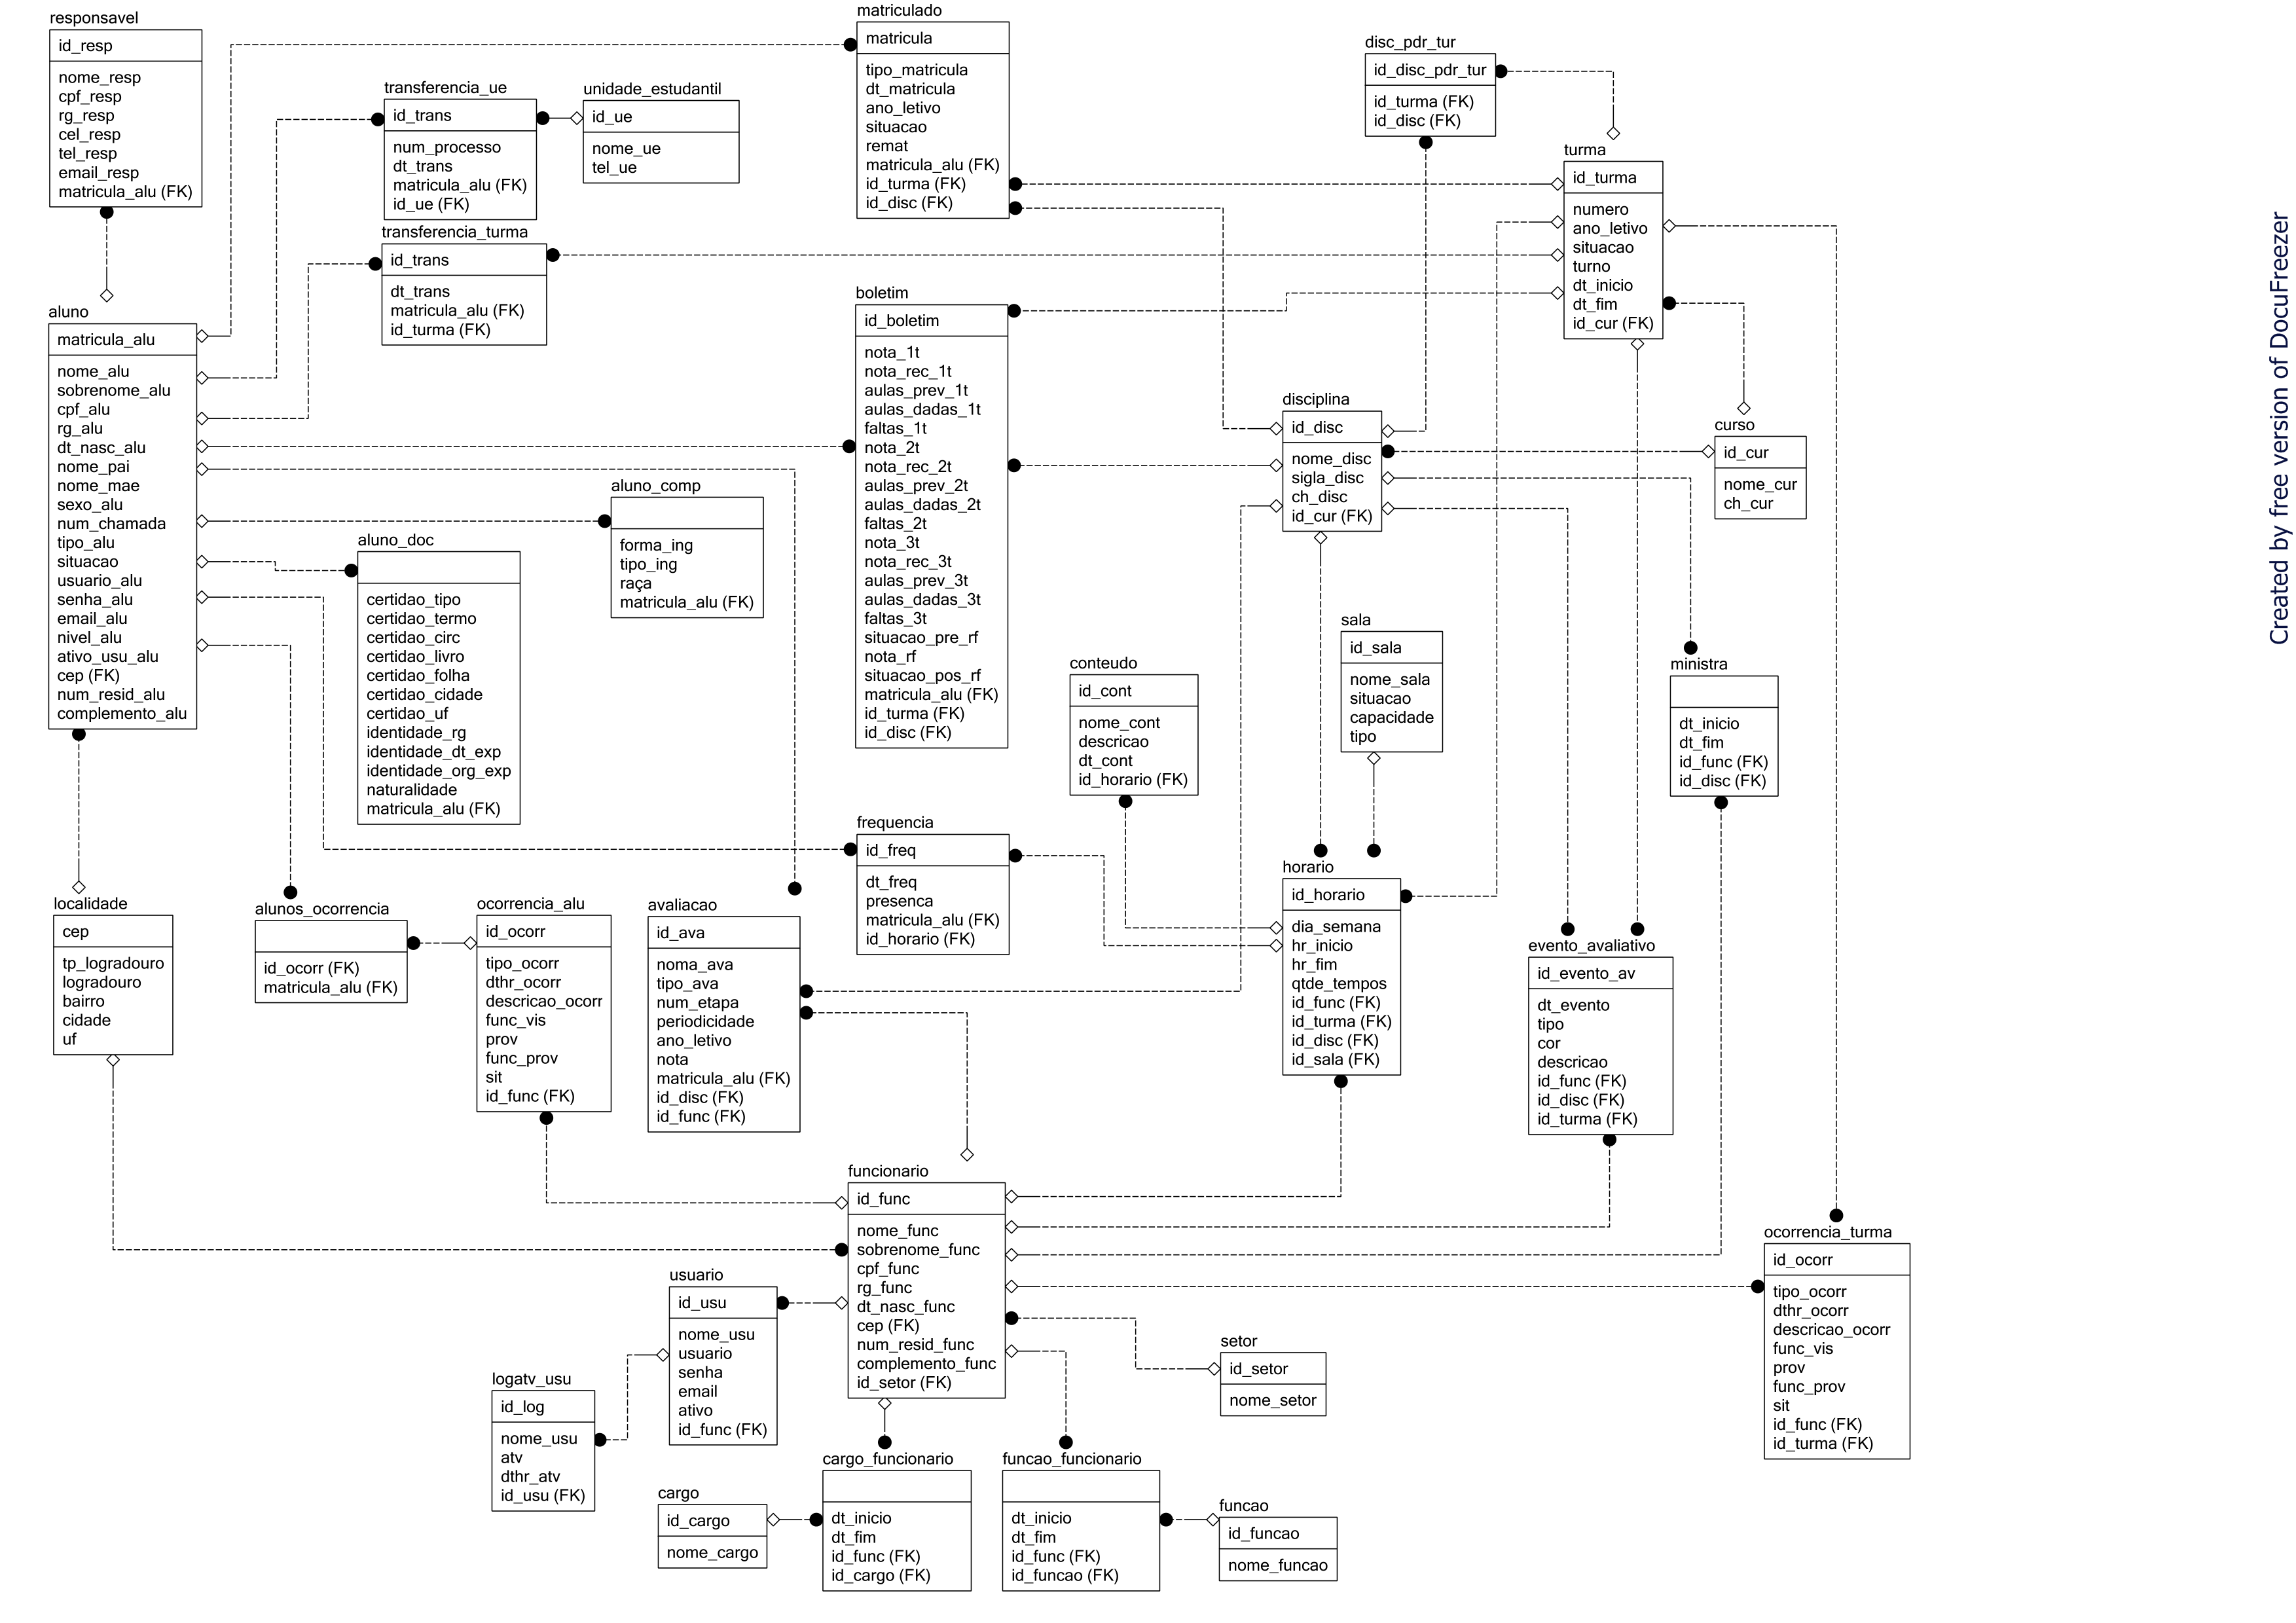 responsavel
id_resp
nome_resp
cpf_resp
rg_resp
cel_resp
tel_resp
email_resp
matricula_alu (FK)
transferencia_ue
id_trans
num_processo
dt_trans
matricula_alu (FK)
id_ue (FK)
unidade_estudantil
id_ue
nome_ue
tel_ue
matriculado
matricula
tipo_matricula
dt_matricula
ano_letivo
situacao
remat
matricula_alu (FK)
id_turma (FK)
id_disc (FK)
disc_pdr_tur
id_disc_pdr_tur
id_turma (FK)
id_disc (FK)
turma
id_turma
numero
ano_letivo
situacao
turno
dt_inicio
dt_fim
id_cur (FK)
transferencia_turma
id_trans
dt_trans
matricula_alu (FK)
id_turma (FK)
aluno
matricula_alu
nome_alu
sobrenome_alu
cpf_alu
rg_alu
dt_nasc_alu
nome_pai
nome_mae
sexo_alu
num_chamada
tipo_alu
situacao
usuario_alu
senha_alu
email_alu
nivel_alu
ativo_usu_alu
cep (FK)
num_resid_alu
complemento_alu
boletim
id_boletim
nota_1t
nota_rec_1t
aulas_prev_1t
aulas_dadas_1t
faltas_1t
nota_2t
nota_rec_2t
aulas_prev_2t
aulas_dadas_2t
faltas_2t
nota_3t
nota_rec_3t
aulas_prev_3t
aulas_dadas_3t
faltas_3t
situacao_pre_rf
nota_rf
situacao_pos_rf
matricula_alu (FK)
id_turma (FK)
id_disc (FK)
disciplina
id_disc
nome_disc
sigla_disc
ch_disc
id_cur (FK)
curso
id_cur
nome_cur
ch_cur
aluno_comp
forma_ing
tipo_ing
raça
matricula_alu (FK)
aluno_doc
certidao_tipo
certidao_termo
certidao_circ
certidao_livro
certidao_folha
certidao_cidade
certidao_uf
identidade_rg
identidade_dt_exp
identidade_org_exp
naturalidade
matricula_alu (FK)
sala
id_sala
nome_sala
situacao
capacidade
tipo
conteudo
id_cont
nome_cont
descricao
dt_cont
id_horario (FK)
ministra
dt_inicio
dt_fim
id_func (FK)
id_disc (FK)
frequencia
id_freq
dt_freq
presenca
matricula_alu (FK)
id_horario (FK)
horario
id_horario
dia_semana
hr_inicio
hr_fim
qtde_tempos
id_func (FK)
id_turma (FK)
id_disc (FK)
id_sala (FK)
localidade
cep
tp_logradouro
logradouro
bairro
cidade
uf
alunos_ocorrencia
id_ocorr (FK)
matricula_alu (FK)
ocorrencia_alu
id_ocorr
tipo_ocorr
dthr_ocorr
descricao_ocorr
func_vis
prov
func_prov
sit
id_func (FK)
avaliacao
id_ava
noma_ava
tipo_ava
num_etapa
periodicidade
ano_letivo
nota
matricula_alu (FK)
id_disc (FK)
id_func (FK)
evento_avaliativo
id_evento_av
dt_evento
tipo
cor
descricao
id_func (FK)
id_disc (FK)
id_turma (FK)
funcionario
id_func
nome_func
sobrenome_func
cpf_func
rg_func
dt_nasc_func
cep (FK)
num_resid_func
complemento_func
id_setor (FK)
ocorrencia_turma
id_ocorr
tipo_ocorr
dthr_ocorr
descricao_ocorr
func_vis
prov
func_prov
sit
id_func (FK)
id_turma (FK)
usuario
id_usu
nome_usu
usuario
senha
email
ativo
id_func (FK)
setor
id_setor
nome_setor
logatv_usu
id_log
nome_usu
atv
dthr_atv
id_usu (FK)
cargo_funcionario
dt_inicio
dt_fim
id_func (FK)
id_cargo (FK)
funcao_funcionario
dt_inicio
dt_fim
id_func (FK)
id_funcao (FK)
cargo
id_cargo
nome_cargo
funcao
id_funcao
nome_funcao
Created by free version of DocuFreezer